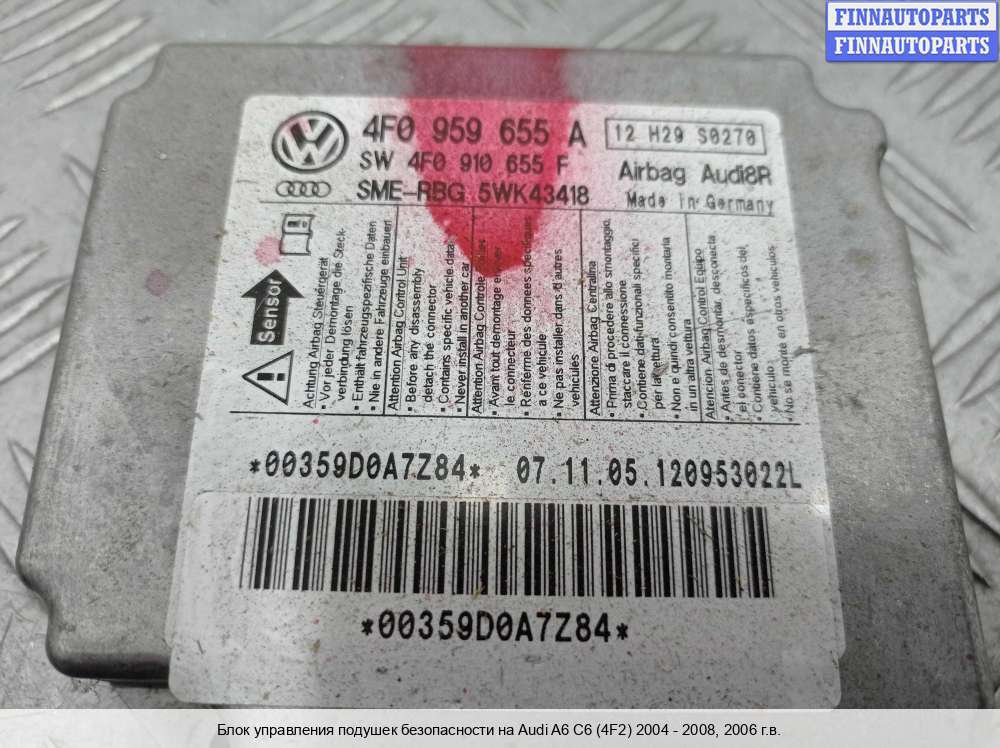 FINNAUTOPARTS
FINNAUTOPARTS
4F0 959 655 A
12 H29 S0270
SW 4F0 910 655 F
Airbag Audi8R
SME-RBG 5WK43418
Made in Germany
Sensor
Achtung Airbag Steuergerät
• Vor jeder Demontage die Steck-
verbindung lösen
• Enthält fahrzeugspezifische Daten
• Nie in andere Fahrzeuge einbauen
Attention Airbag Control Unit
• Before any disassembly
detach the connector
• Contains specific vehicle data
• Never install in another car
Attention Airbag Controle
• Avant tout demontage enlever
le connecteur
• Renferme des données specifiques
a ce vehicule
• Ne pas installer dans d'autres
vehicules
Attenzione Airbag Centralina
• Prima di procedere allo smontaggio,
staccare il connessione
• Contiene dati funzionali specifici
per la vettura
• Non e quindi consentito montarla
in un altra vettura
Atencion Airbag Control Equipo
• Antes de desmontar, desconecta
el conector
• Contiene datos especificos del
vehiculo
• No se monte en otros vehiculos
*00359D0A7Z84* 07.11.05.120953022L
*00359D0A7Z84*
Блок управления подушек безопасности на Audi A6 C6 (4F2) 2004 - 2008, 2006 г.в.